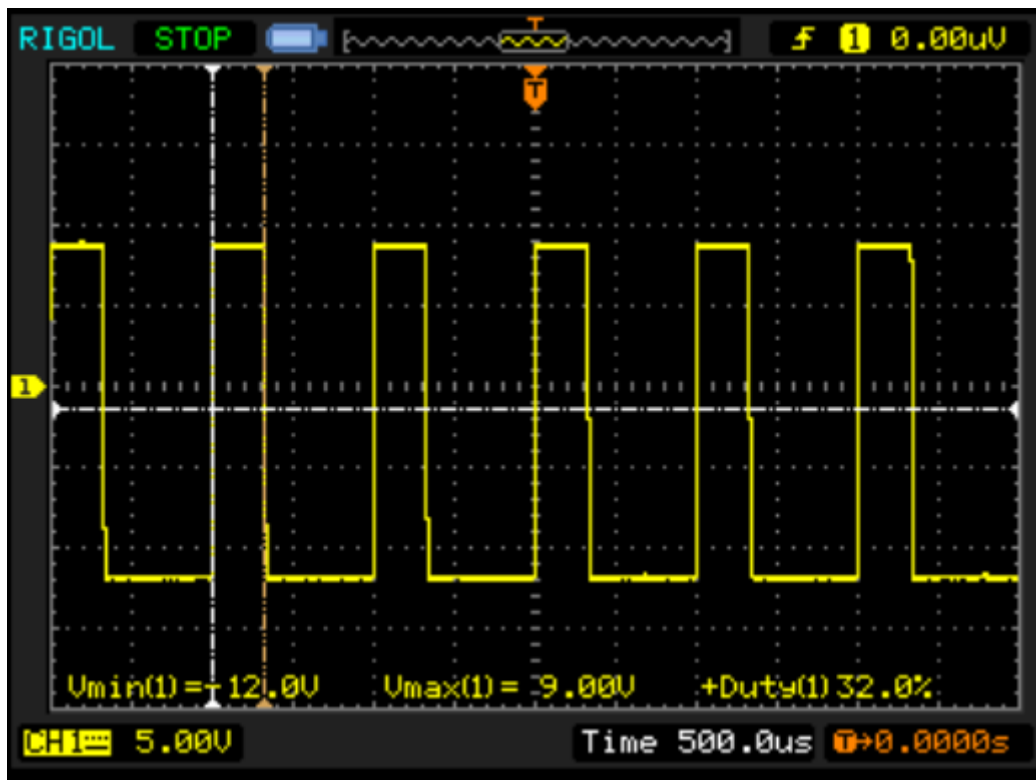 RIGOL STOP T 1 0.00uV
T
1
Vmin(1)=-12.0V Vmax(1)= 9.00V +Duty(1)32.0%
CH1 5.00V Time 500.0us T→0.0000s